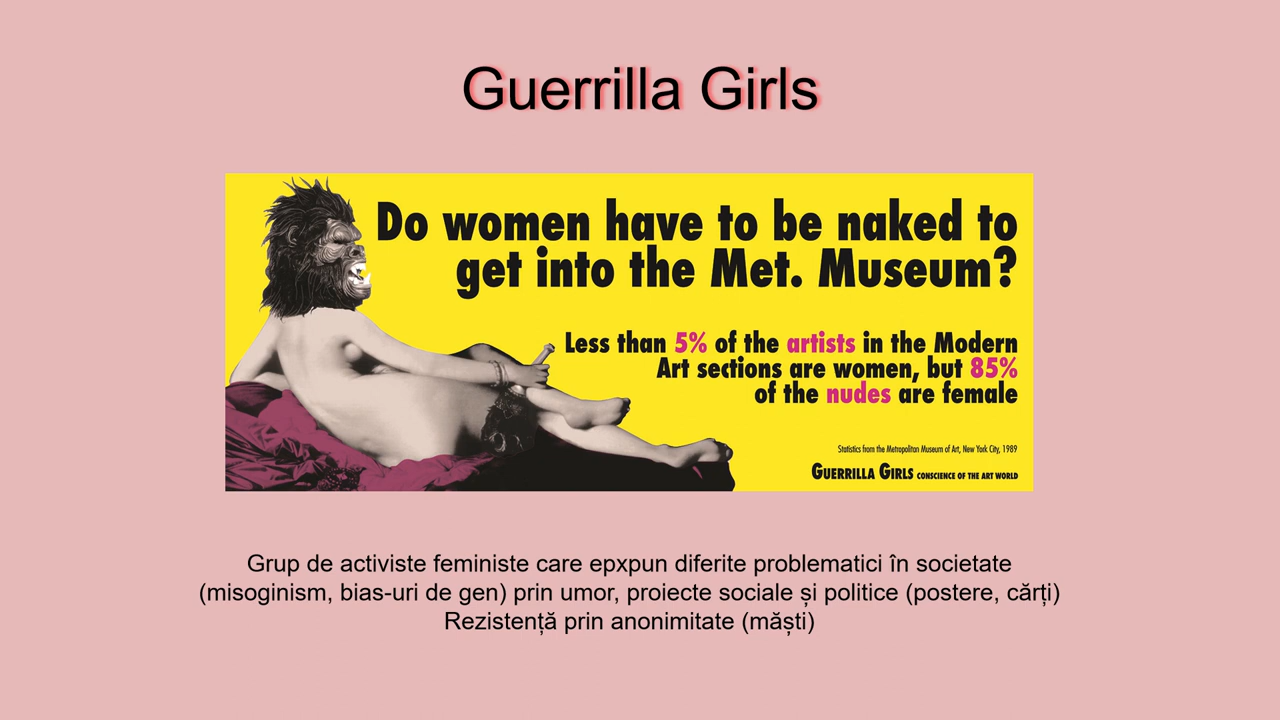 Guerrilla Girls
Do women have to be naked to
get into the Met. Museum?
Less than 5% of the artists in the Modern
Art sections are women, but 85%
of the nudes are female
Statistics from the Metropolitan Museum of Art, New York City, 1989
GUERRILLA GIRLS CONSCIENCE OF THE ART WORLD
Grup de activiste feministe care epxpun diferite problematici în societate
(misoginism, bias-uri de gen) prin umor, proiecte sociale și politice (postere, cărți)
Rezistență prin anonimitate (măști)